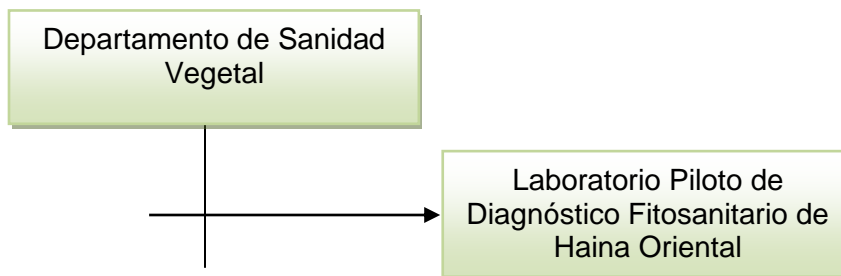 Departamento de Sanidad
Vegetal
Laboratorio Piloto de
Diagnóstico Fitosanitario de
Haina Oriental